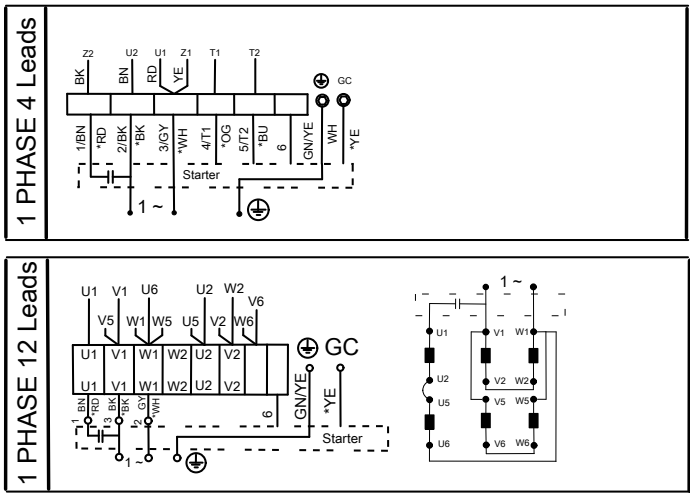 1 PHASE 4 Leads
Z2 U2 U1 Z1 T1 T2 GC
BK BN RD YE
1/BN *RD 2/BK *BK 3/GY *WH 4/T1 *OG 5/T2 *BU 6 GN/YE WH *YE
Starter
1 ~
1 PHASE 12 Leads
U1 V1 U6 U2 W2 V6
V5 W1 W5 U5 V2 W6
U1 V1 W1 W2 U2 V2
U1 V1 W1 W2 U2 V2
GC
1 BN *RD 3 BK *BK 2 GY *WH 6 GN/YE *YE
Starter
1 ~
1 ~
U1 V1 W1
U2 V2 W2
U5 V5 W5
U6 V6 W6